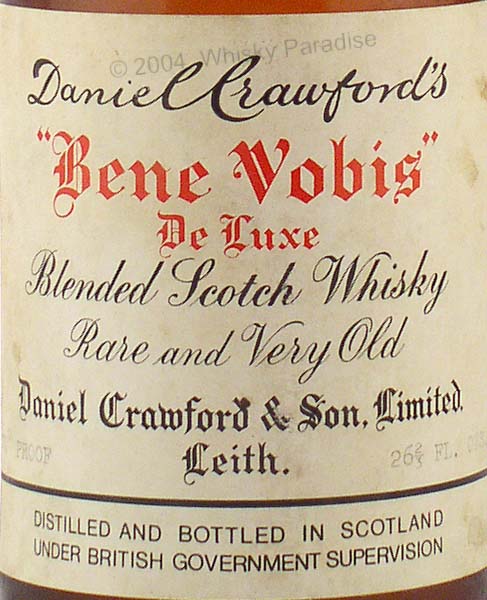 © 2004 Whisky Paradise
Daniel Crawford's
"Bene Vobis"
De Luxe
Blended Scotch Whisky
Rare and Very Old
Daniel Crawford & Son, Limited.
PROOF Leith. 26⅔ FL.
DISTILLED AND BOTTLED IN SCOTLAND
UNDER BRITISH GOVERNMENT SUPERVISION